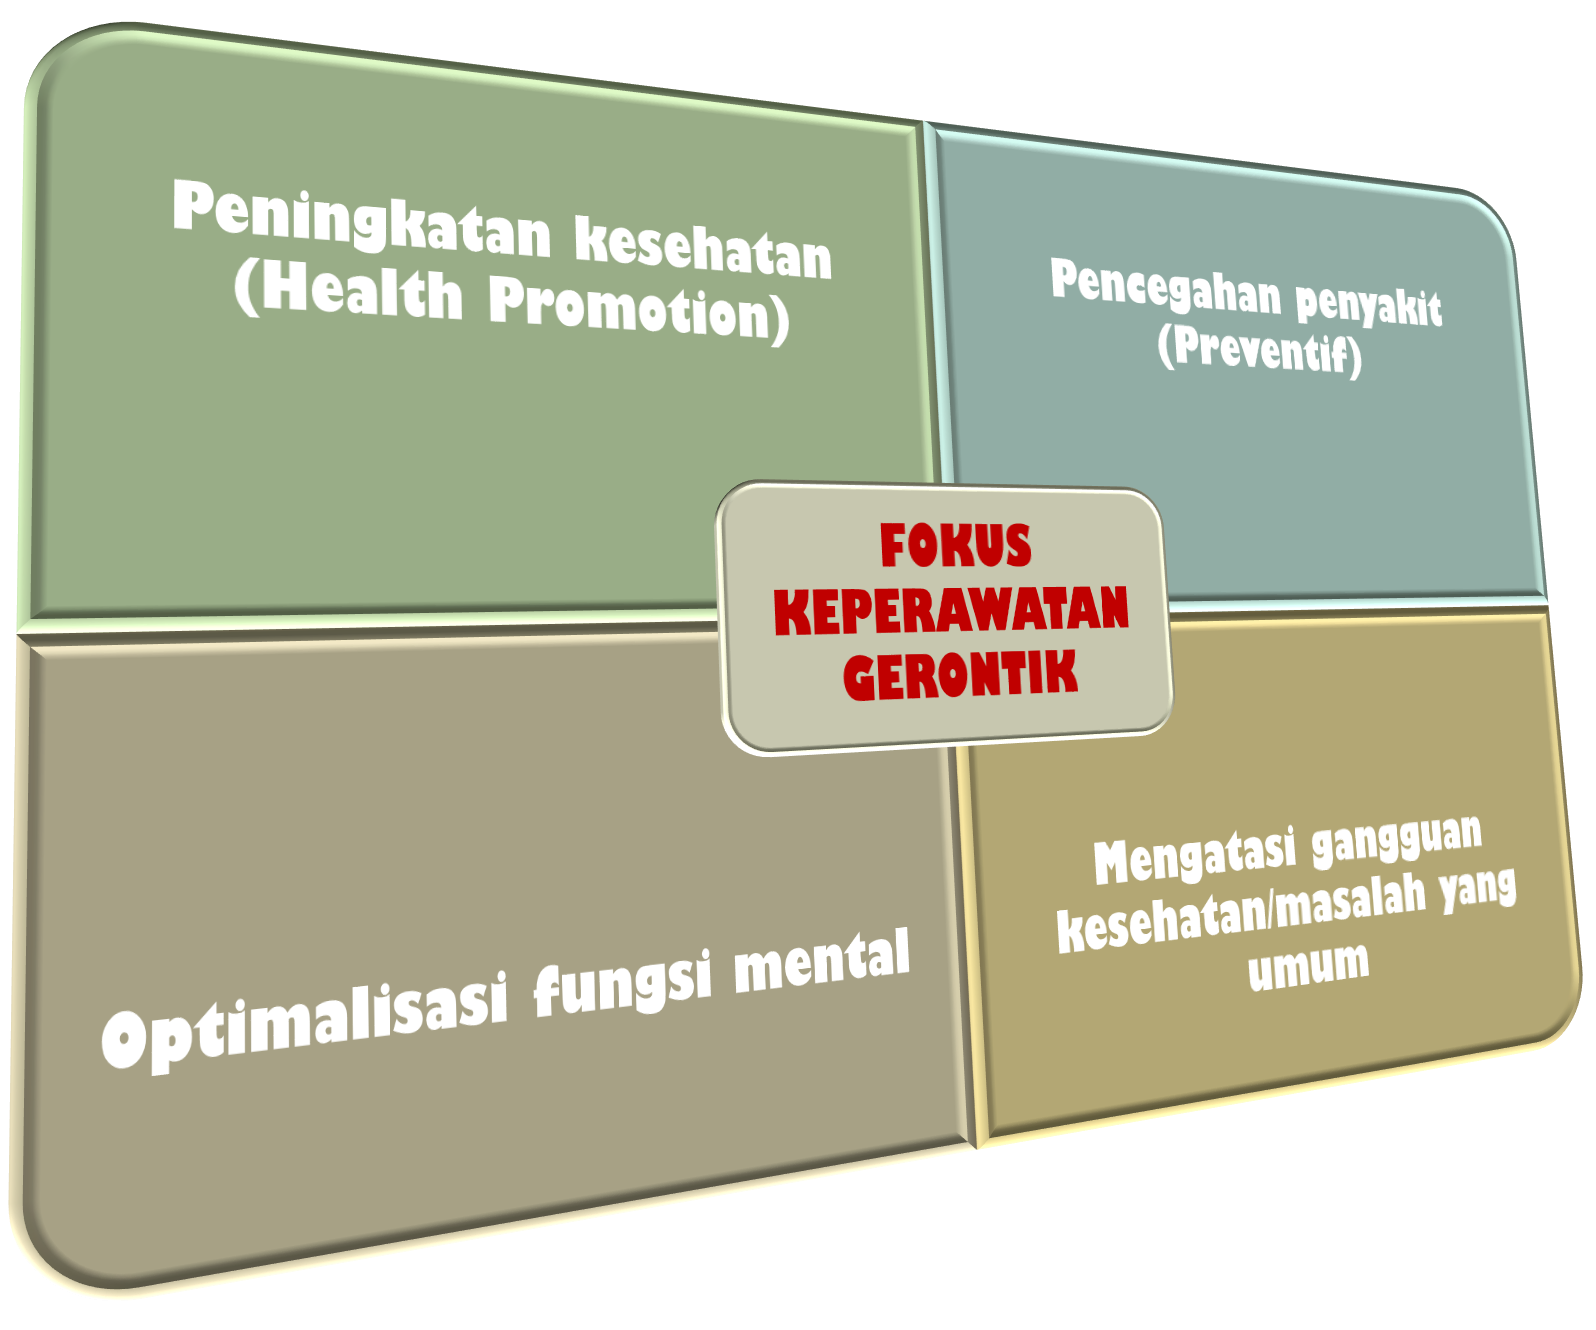 Peningkatan kesehatan
(Health Promotion)
Pencegahan penyakit
(Preventif)
FOKUS
KEPERAWATAN
GERONTIK
Optimalisasi fungsi mental
Mengatasi gangguan
kesehatan/masalah yang
umum